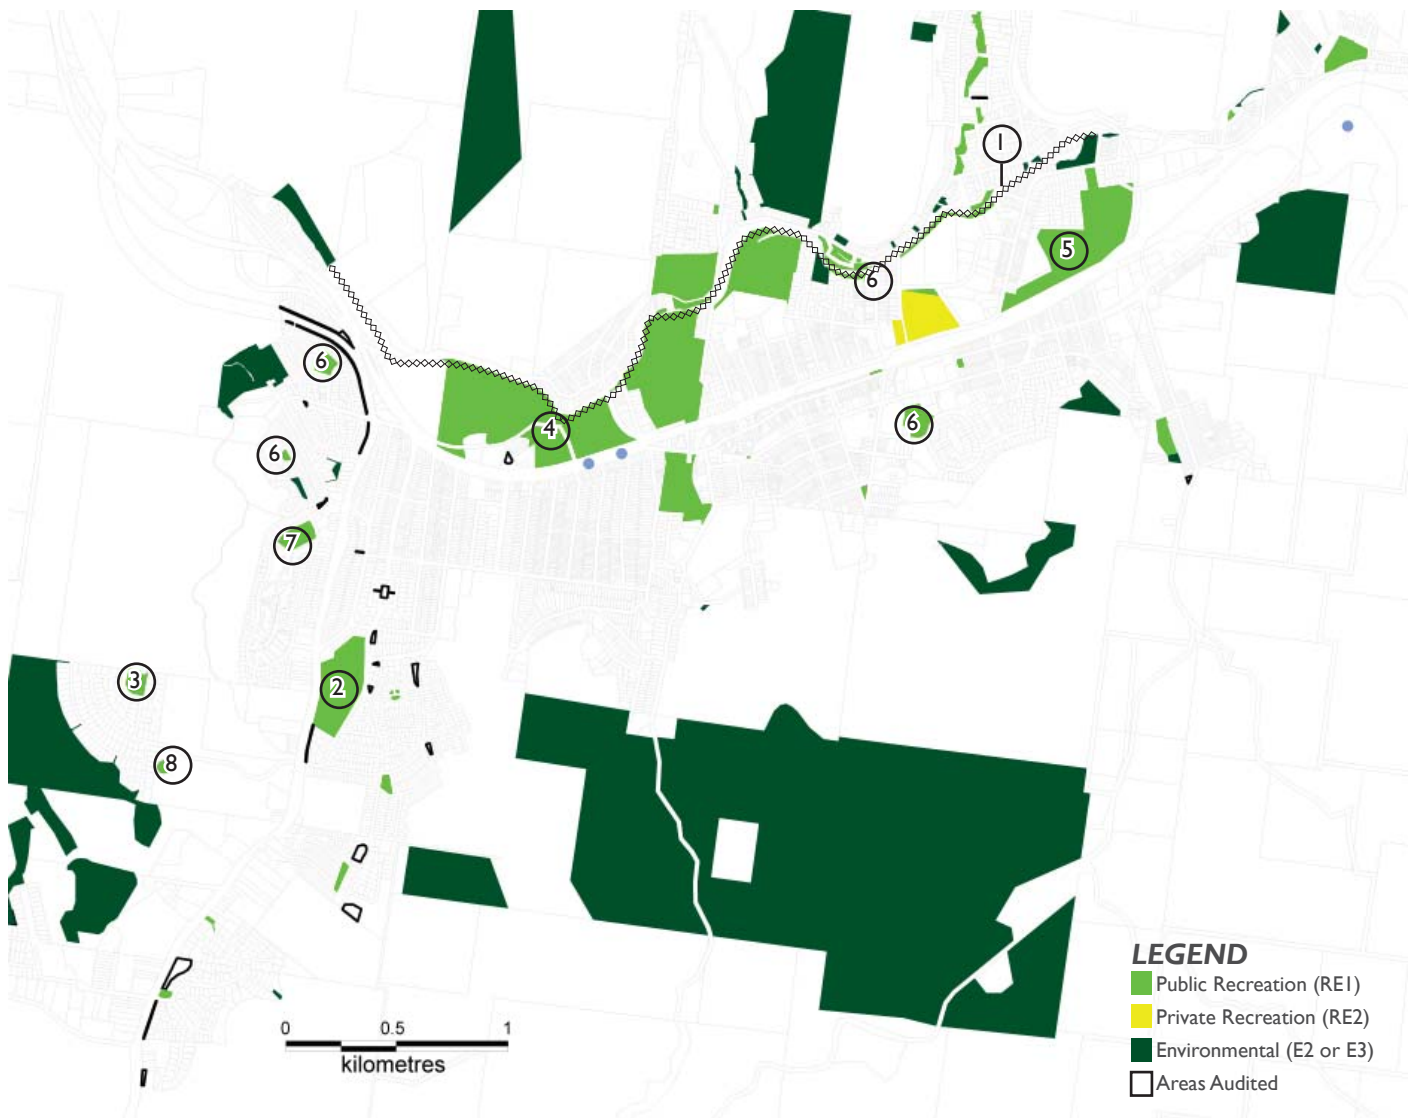 1
5
6
6
4
6
6
7
3
2
8
LEGEND
Public Recreation (RE1)
Private Recreation (RE2)
Environmental (E2 or E3)
Areas Audited
0 0.5 1
kilometres